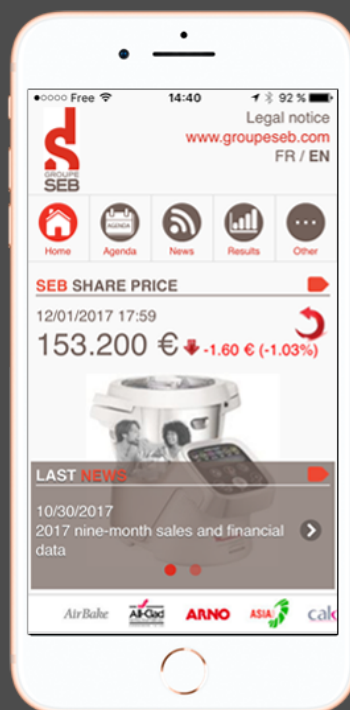 Free 14:40 92 %
Legal notice
www.groupeseb.com
FR / EN
GROUPE
SEB
AGENDA
Home Agenda News Results Other
SEB SHARE PRICE
12/01/2017 17:59
153.200 € -1.60 € (-1.03%)
LAST NEWS
10/30/2017
2017 nine-month sales and financial
data
AirBake All-Clad ARNO ASIA calo